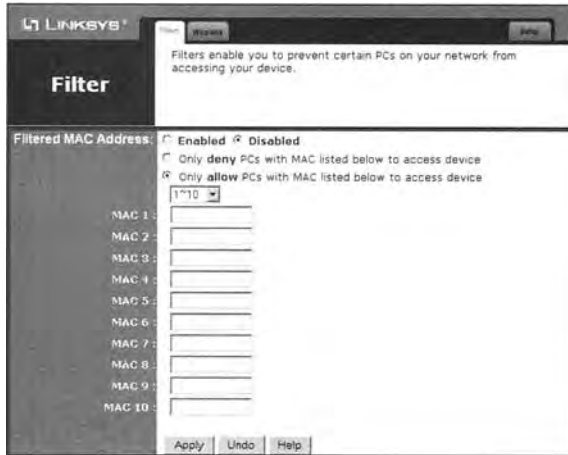 LINKSYS®
Filter
Help
Filter
Filters enable you to prevent certain PCs on your network from
accessing your device.
Filtered MAC Address:
Enabled Disabled
Only deny PCs with MAC listed below to access device
Only allow PCs with MAC listed below to access device
1~10
MAC 1 :
MAC 2 :
MAC 3 :
MAC 4 :
MAC 5 :
MAC 6 :
MAC 7 :
MAC 8 :
MAC 9 :
MAC 10 :
Apply Undo Help